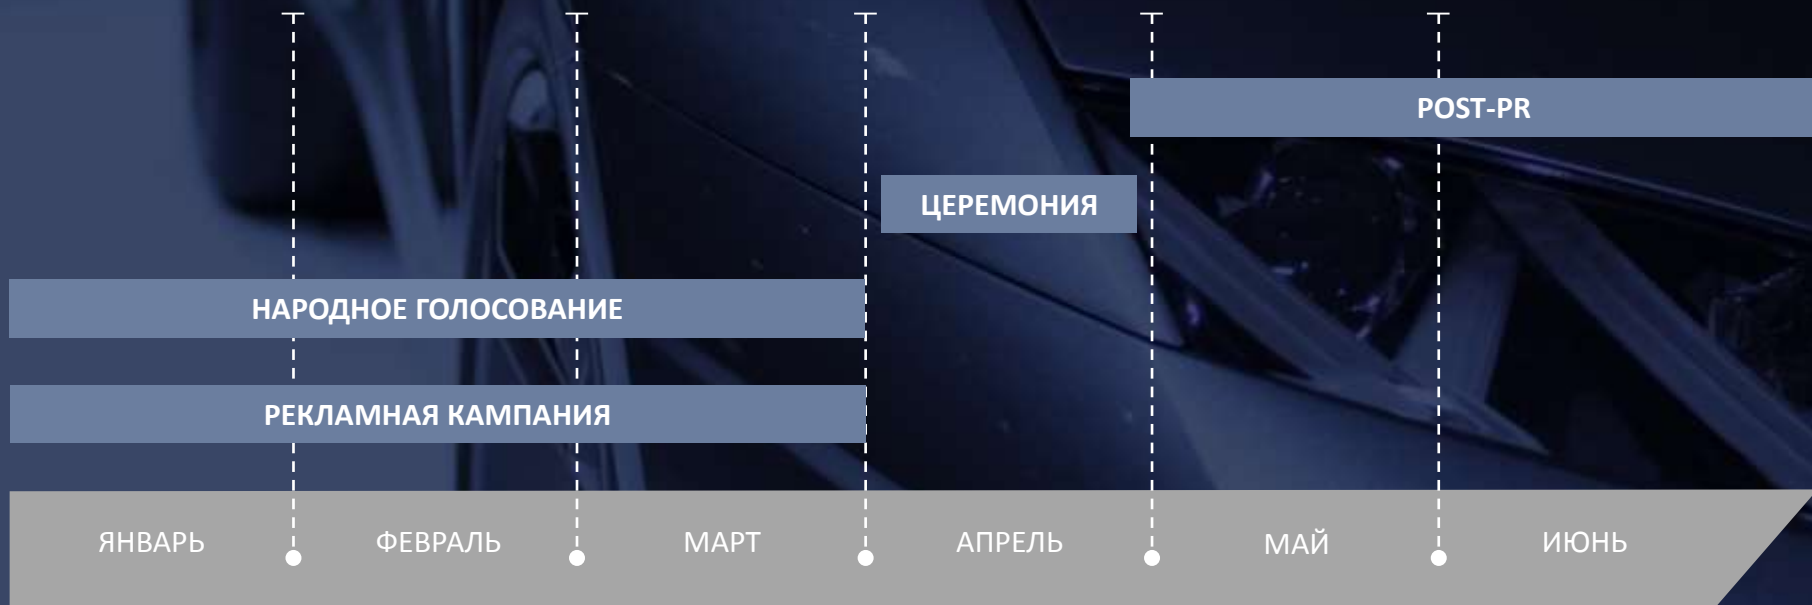 POST-PR
ЦЕРЕМОНИЯ
НАРОДНОЕ ГОЛОСОВАНИЕ
РЕКЛАМНАЯ КАМПАНИЯ
ЯНВАРЬ ФЕВРАЛЬ МАРТ АПРЕЛЬ МАЙ ИЮНЬ